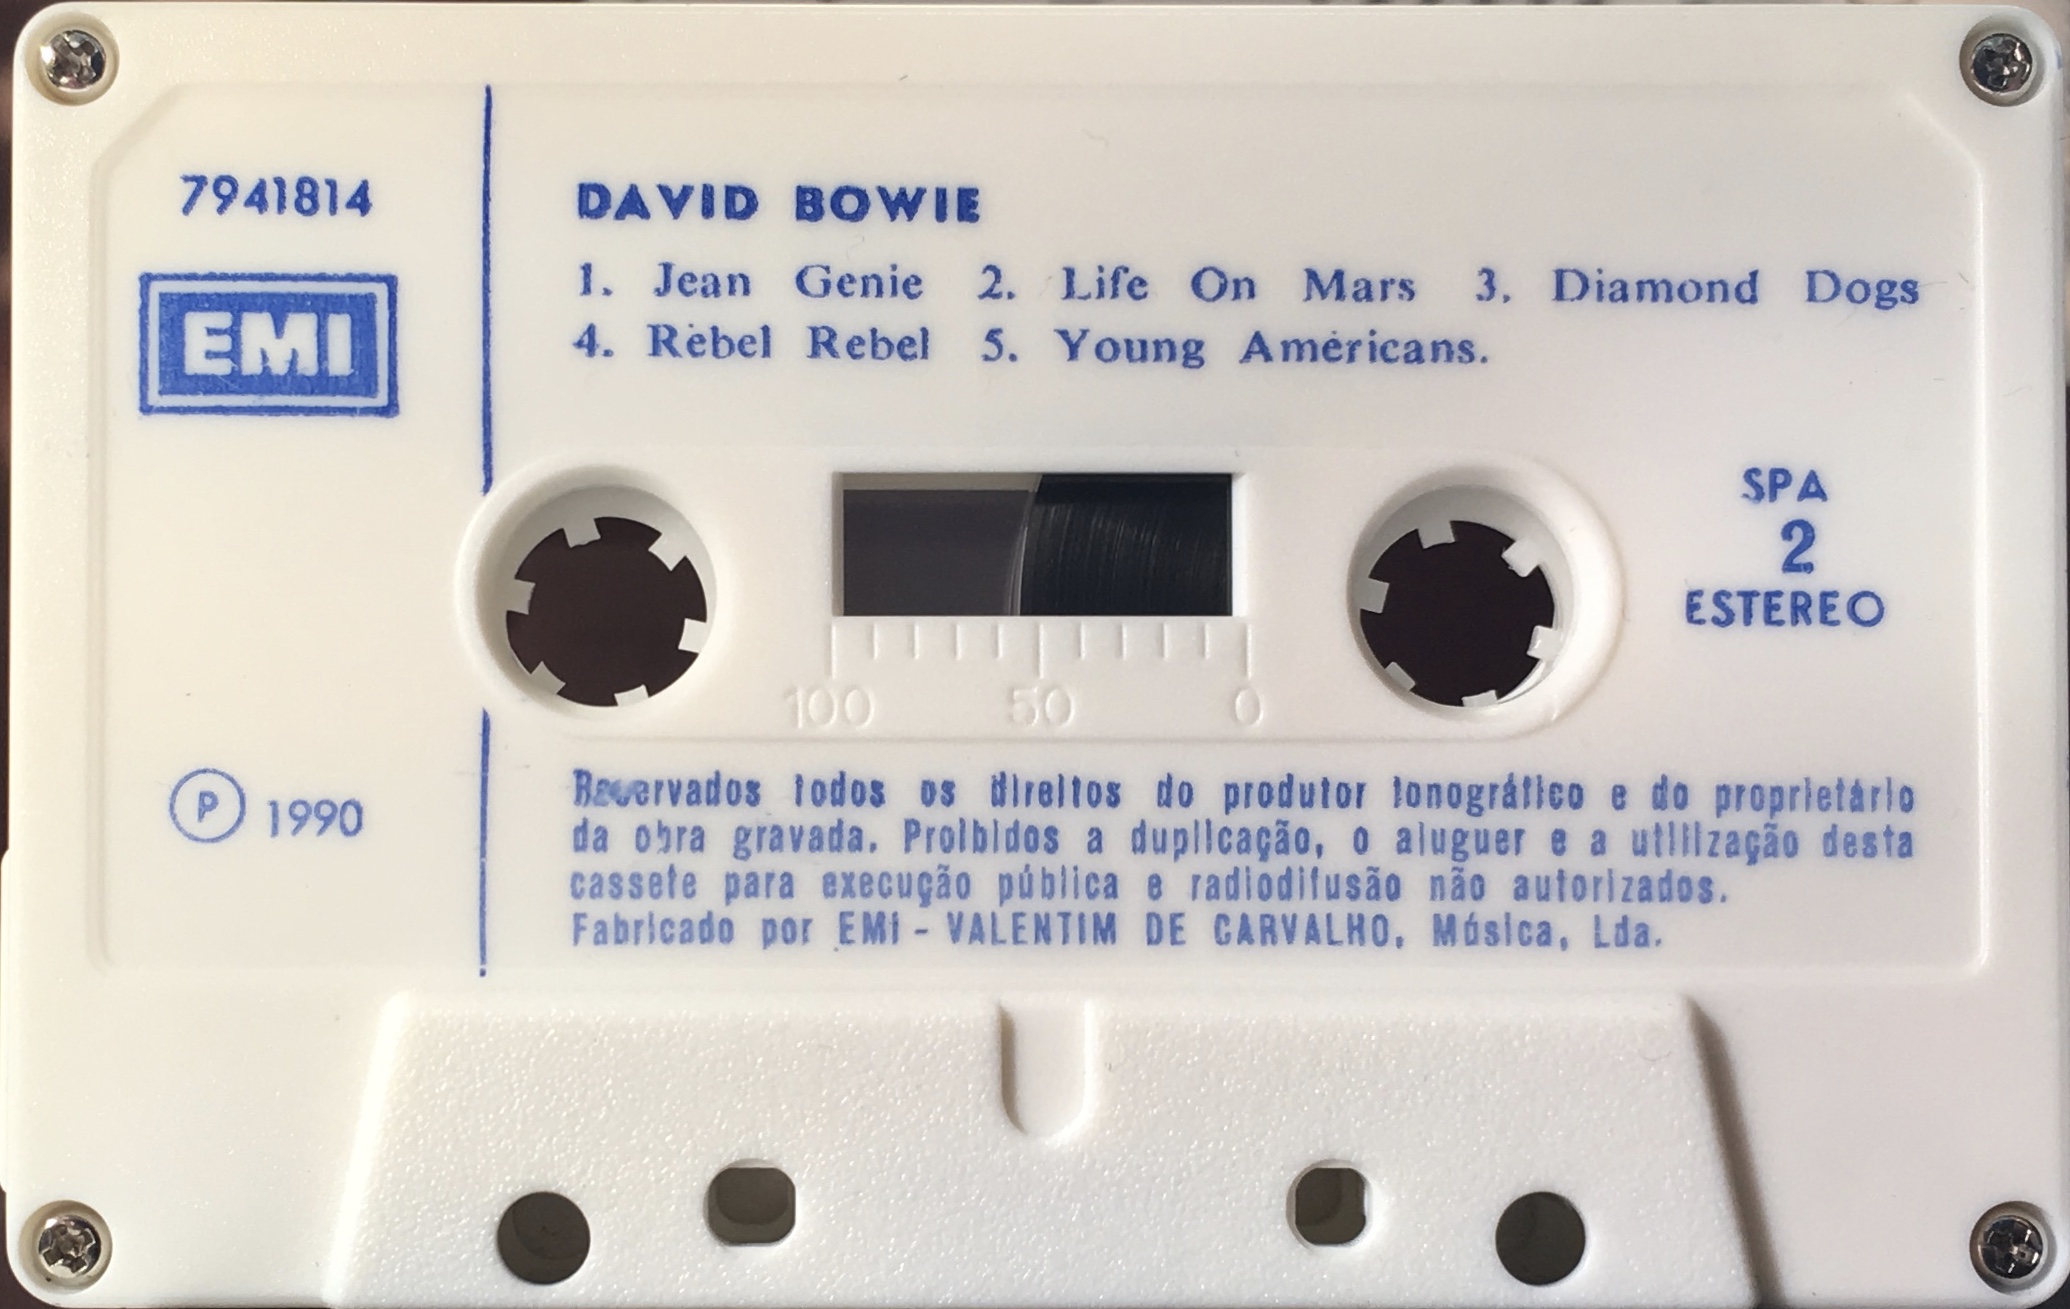 7941814
EMI
DAVID BOWIE
1. Jean Genie 2. Life On Mars 3. Diamond Dogs
4. Rebel Rebel 5. Young Americans.
SPA
2
ESTEREO
100 50 0
Ⓟ 1990
Reservados todos os direitos do produtor fonográfico e do proprietário
da obra gravada. Proibidos a duplicação, o aluguer e a utilização desta
cassete para execução pública e radiodifusão não autorizados.
Fabricado por EMI - VALENTIM DE CARVALHO, Música, Lda.